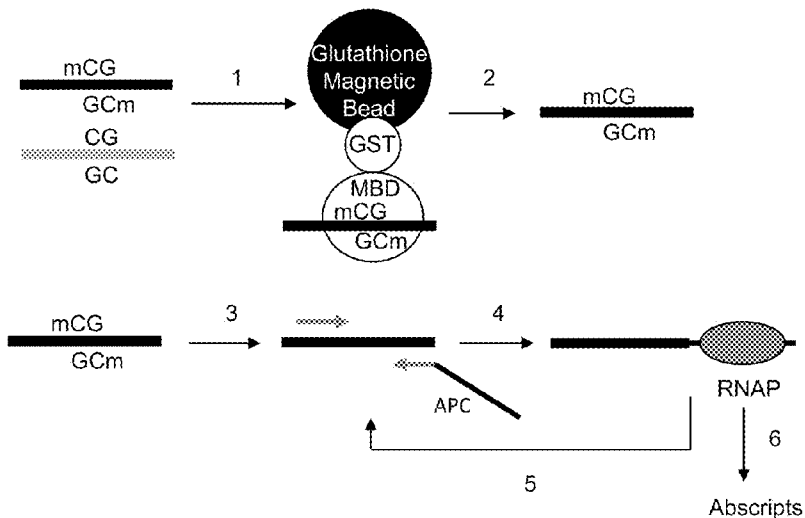 mCG
GCm
CG
GC
1
Glutathione
Magnetic
Bead
GST
MBD
mCG
GCm
2
mCG
GCm
mCG
GCm
3
APC
4
RNAP
5
6
Abscripts